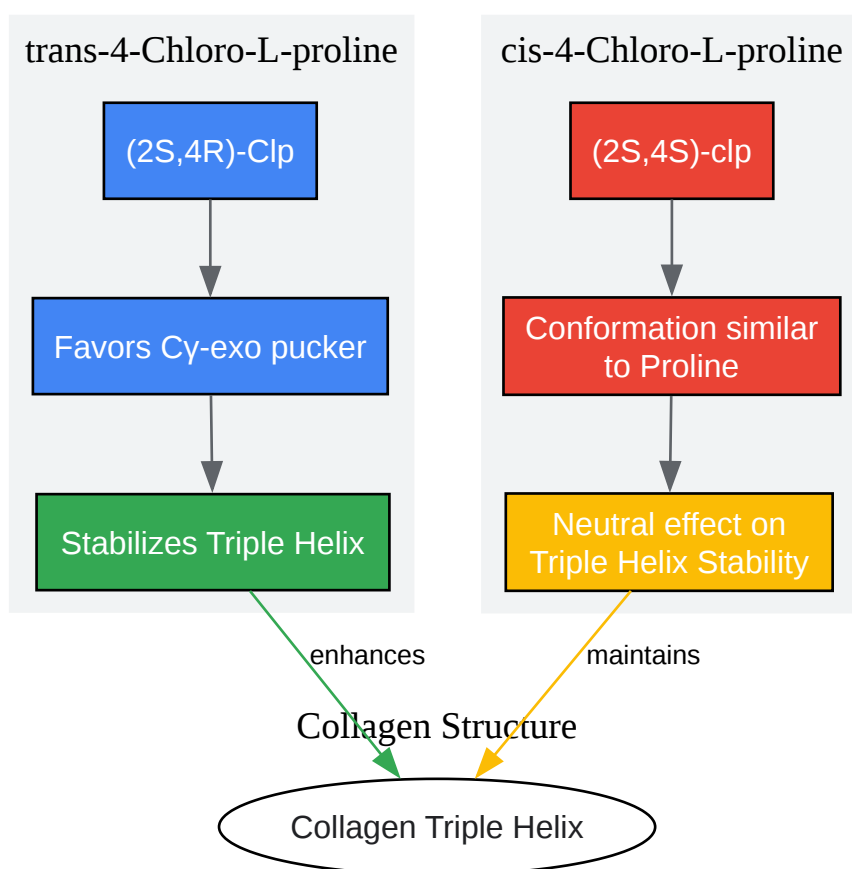 trans-4-Chloro-L-proline
(2S,4R)-Clp
Favors Cγ-exo pucker
Stabilizes Triple Helix
cis-4-Chloro-L-proline
(2S,4S)-clp
Conformation similar
to Proline
Neutral effect on
Triple Helix Stability
enhances
maintains
Collagen Structure
Collagen Triple Helix